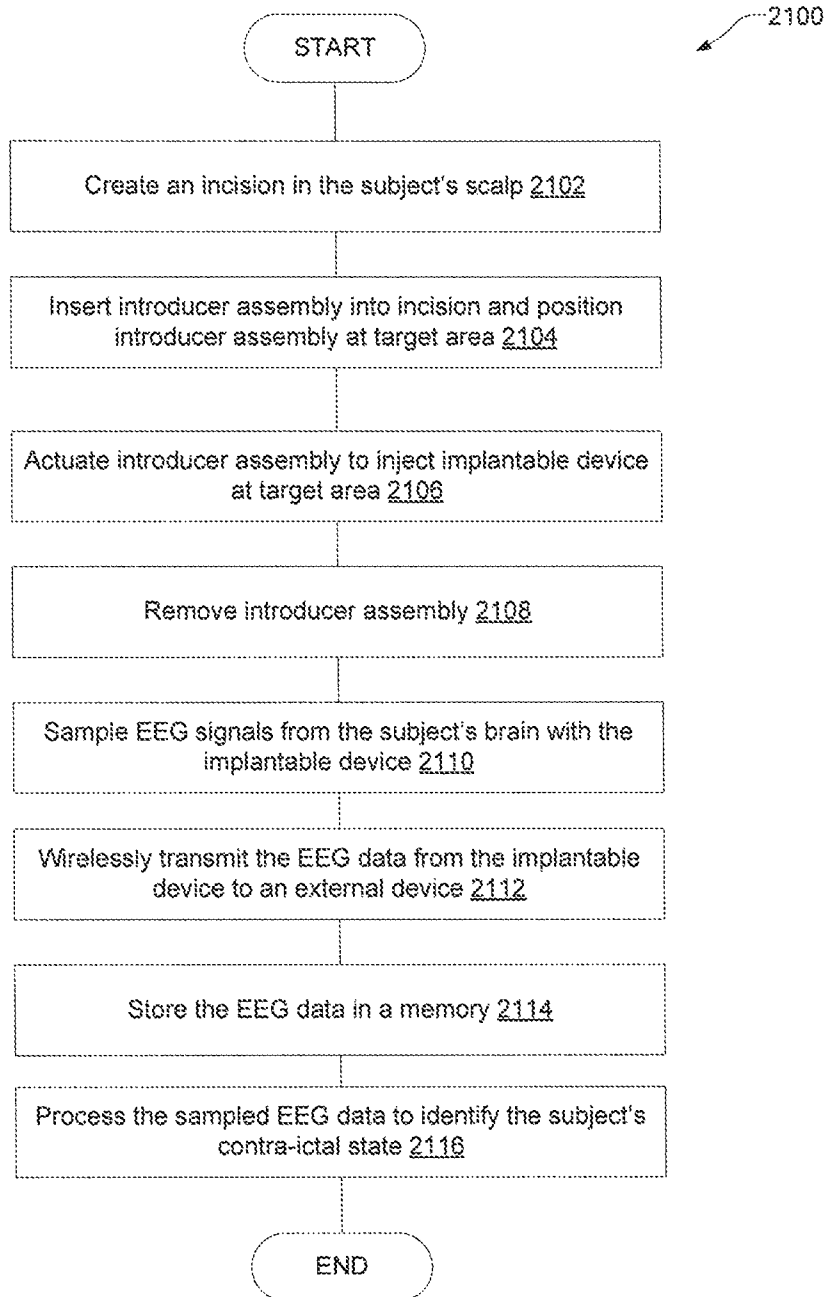 2100
START
Create an incision in the subject's scalp 2102
Insert introducer assembly into incision and position
introducer assembly at target area 2104
Actuate introducer assembly to inject implantable device
at target area 2106
Remove introducer assembly 2108
Sample EEG signals from the subject's brain with the
implantable device 2110
Wirelessly transmit the EEG data from the implantable
device to an external device 2112
Store the EEG data in a memory 2114
Process the sampled EEG data to identify the subject's
contra-ictal state 2116
END